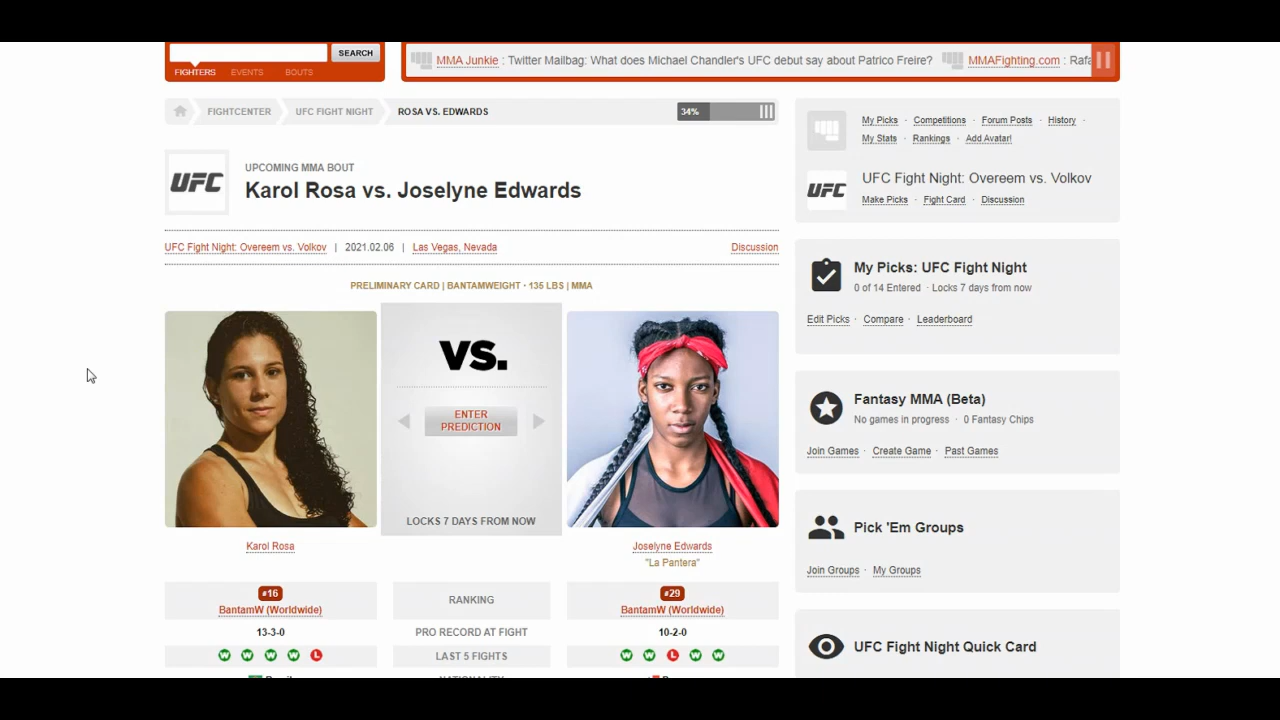 SEARCH
FIGHTERS EVENTS BOUTS
MMA Junkie : Twitter Mailbag: What does Michael Chandler's UFC debut say about Patrico Freire? MMAFighting.com : Rafa
FIGHTCENTER UFC FIGHT NIGHT ROSA VS. EDWARDS 34%
UFC
UPCOMING MMA BOUT
Karol Rosa vs. Joselyne Edwards
UFC Fight Night: Overeem vs. Volkov | 2021.02.06 | Las Vegas, Nevada Discussion
PRELIMINARY CARD | BANTAMWEIGHT · 135 LBS | MMA
VS.
ENTER
PREDICTION
LOCKS 7 DAYS FROM NOW
Karol Rosa Joselyne Edwards
"La Pantera"
#16 RANKING #29
BantamW (Worldwide) BantamW (Worldwide)
13-3-0 PRO RECORD AT FIGHT 10-2-0
W W W W L LAST 5 FIGHTS W W L W W
My Picks · Competitions · Forum Posts · History ·
My Stats · Rankings · Add Avatar!
UFC
UFC Fight Night: Overeem vs. Volkov
Make Picks · Fight Card · Discussion
My Picks: UFC Fight Night
0 of 14 Entered · Locks 7 days from now
Edit Picks · Compare · Leaderboard
Fantasy MMA (Beta)
No games in progress · 0 Fantasy Chips
Join Games · Create Game · Past Games
Pick 'Em Groups
Join Groups · My Groups
UFC Fight Night Quick Card